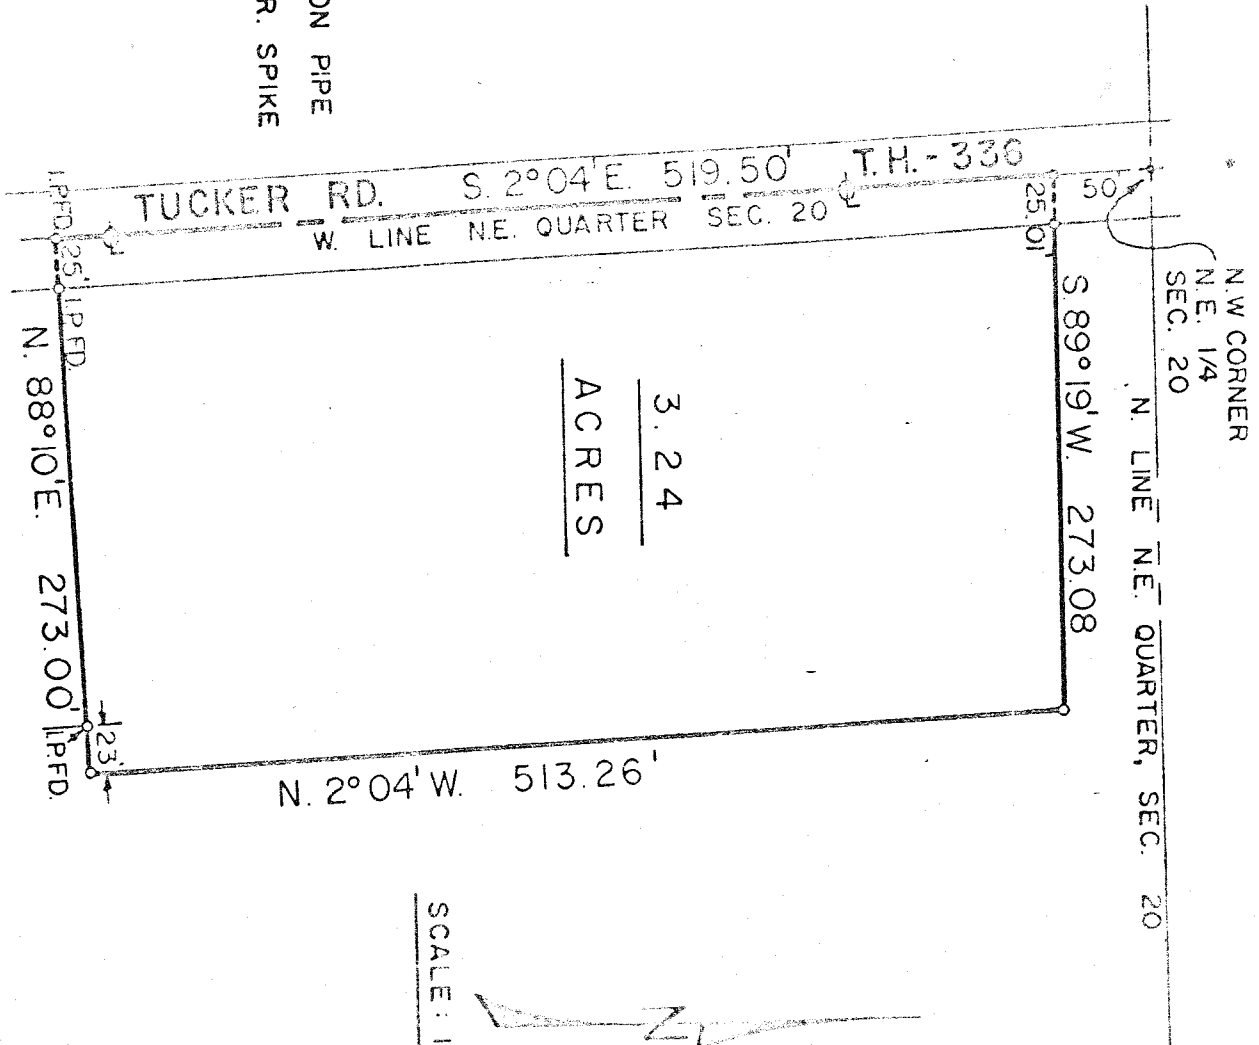 ON PIPE
R. SPIKE
TUCKER RD. S. 2°04'E. 519.50' T.H.-336
W. LINE N.E. QUARTER SEC. 20
50'
25.01'
N.W CORNER
N.E. 1/4
SEC. 20
N. LINE N.E. QUARTER, SEC. 20
S. 89°19'W. 273.08
3.24
ACRES
I.P.FD.
25'
I.P.FD.
N. 88°10'E. 273.00'
I.P.FD.
23'
N. 2°04'W. 513.26'
SCALE: 1
N